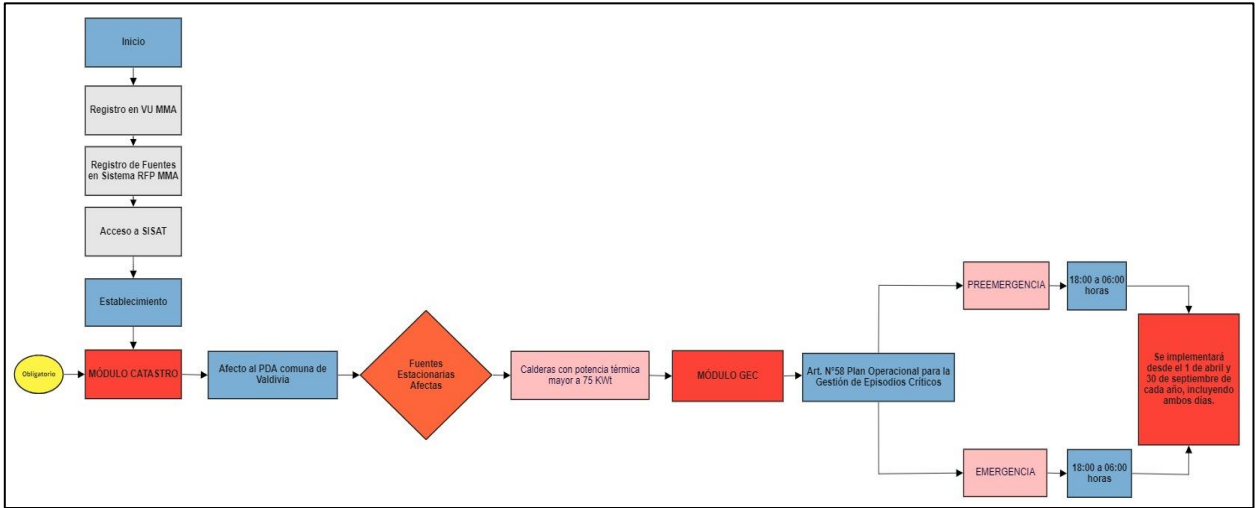 Inicio
Registro en VU MMA
Registro de Fuentes
en Sistema RFP MMA
Acceso a SISAT
Establecimiento
Obligatorio
MÓDULO CATASTRO
Afecto al PDA comuna de
Valdivia
Fuentes
Estacionarias
Afectas
Calderas con potencia térmica
mayor a 75 KWt
MÓDULO GEC
Art. N°58 Plan Operacional para la
Gestión de Episodios Críticos
PREEMERGENCIA
18:00 a 06:00
horas
EMERGENCIA
18:00 a 06:00
horas
Se implementará
desde el 1 de abril y
30 de septiembre de
cada año, incluyendo
ambos días.